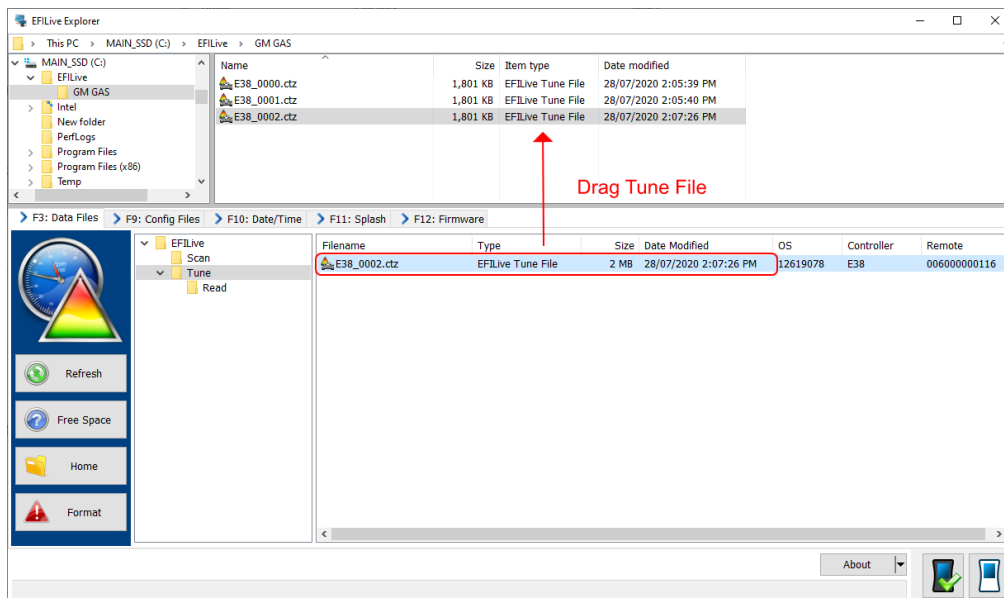 EFILive Explorer
This PC > MAIN_SSD (C:) > EFILive > GM GAS
MAIN_SSD (C:)
EFILive
GM GAS
Intel
New folder
PerfLogs
Program Files
Program Files (x86)
Temp
Name Size Item type Date modified
E38_0000.ctz 1,801 KB EFILive Tune File 28/07/2020 2:05:39 PM
E38_0001.ctz 1,801 KB EFILive Tune File 28/07/2020 2:05:40 PM
E38_0002.ctz 1,801 KB EFILive Tune File 28/07/2020 2:07:26 PM
Drag Tune File
F3: Data Files F9: Config Files F10: Date/Time F11: Splash F12: Firmware
Refresh
Free Space
Home
Format
EFILive
Scan
Tune
Read
Filename Type Size Date Modified OS Controller Remote
E38_0002.ctz EFILive Tune File 2 MB 28/07/2020 2:07:26 PM 12619078 E38 006000000116
About